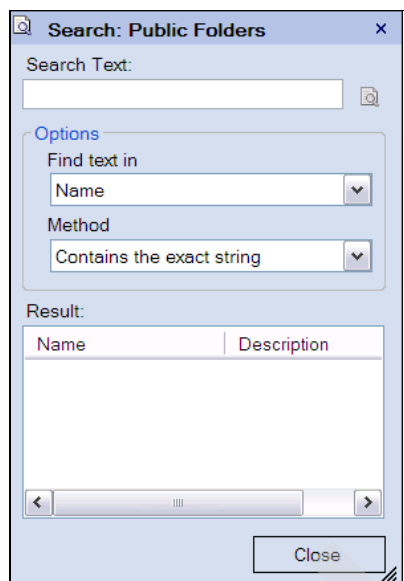 Search: Public Folders
Search Text:
Options
Find text in
Name
Method
Contains the exact string
Result:
Name Description
Close